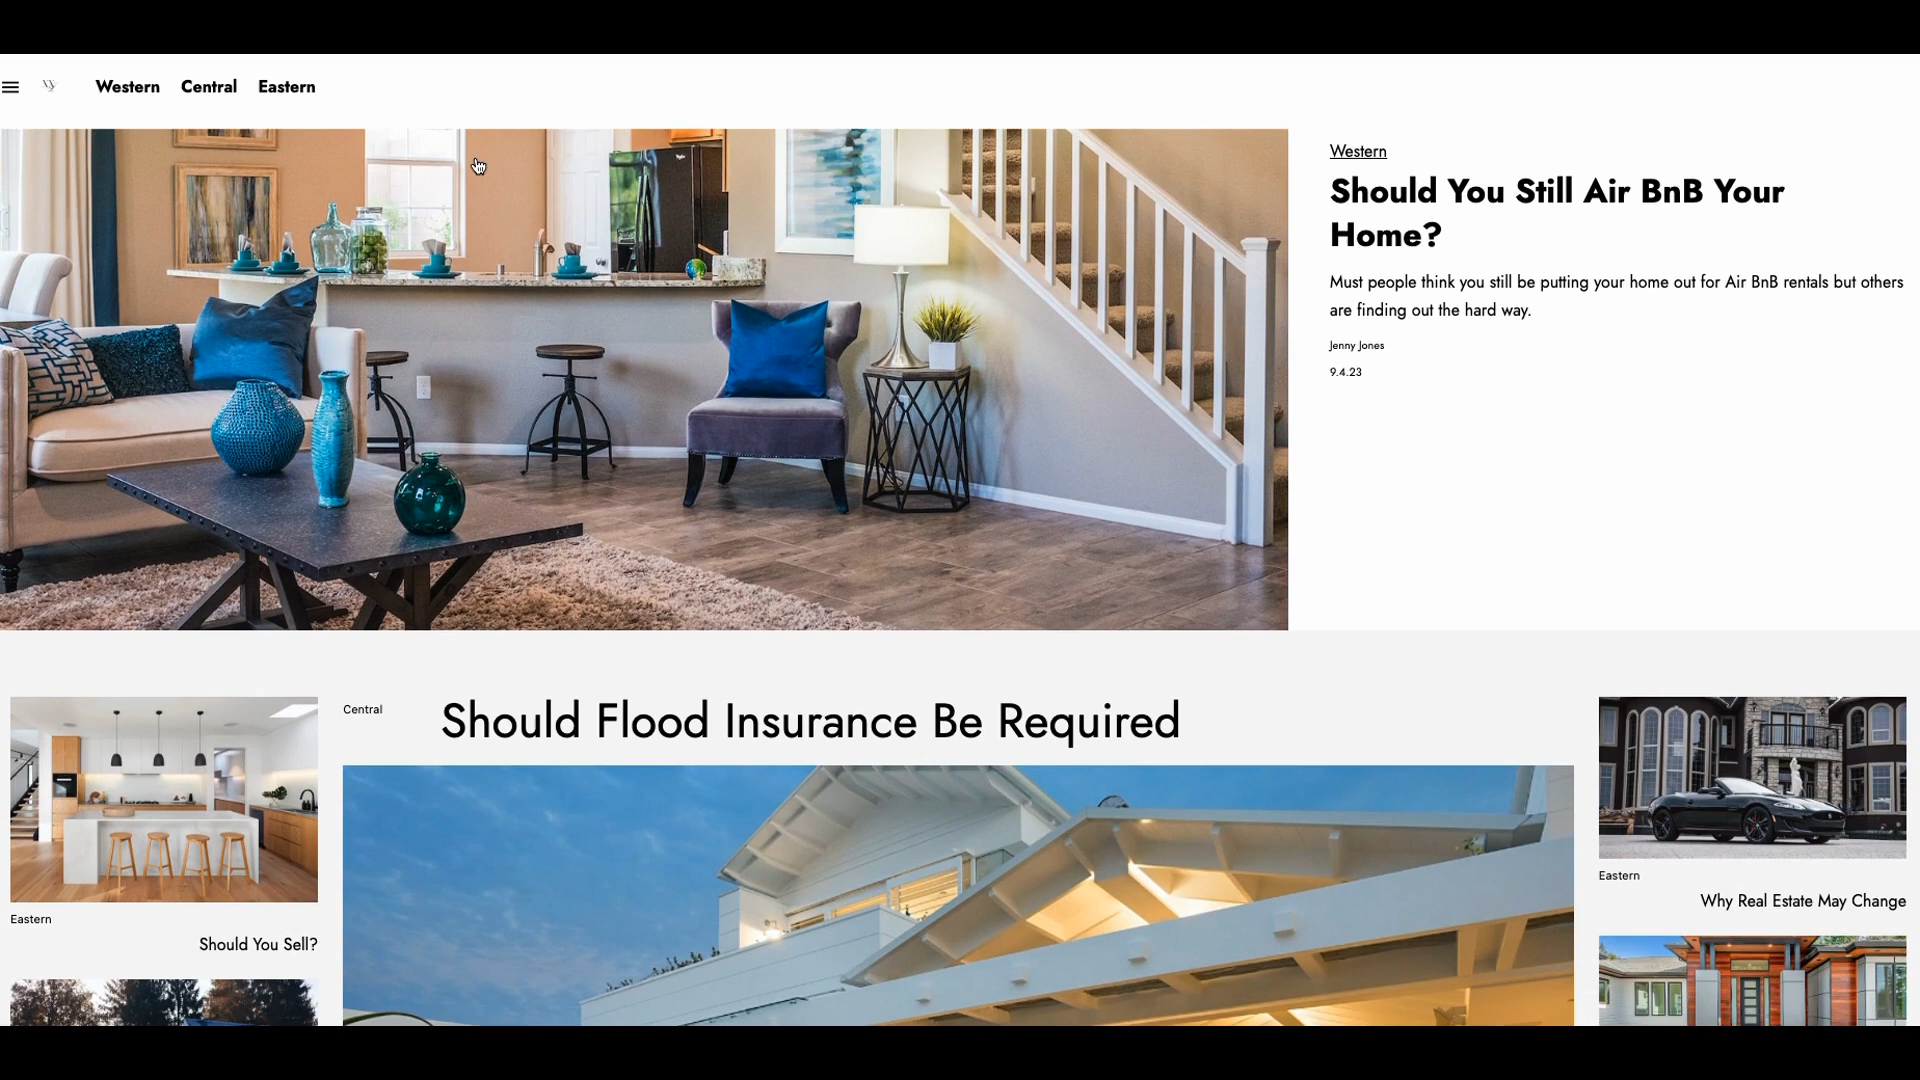 Western Central Eastern
Western
Should You Still Air BnB Your
Home?
Must people think you still be putting your home out for Air BnB rentals but others
are finding out the hard way.
Jenny Jones
9.4.23
Central
Should Flood Insurance Be Required
Eastern
Should You Sell?
Eastern
Why Real Estate May Change